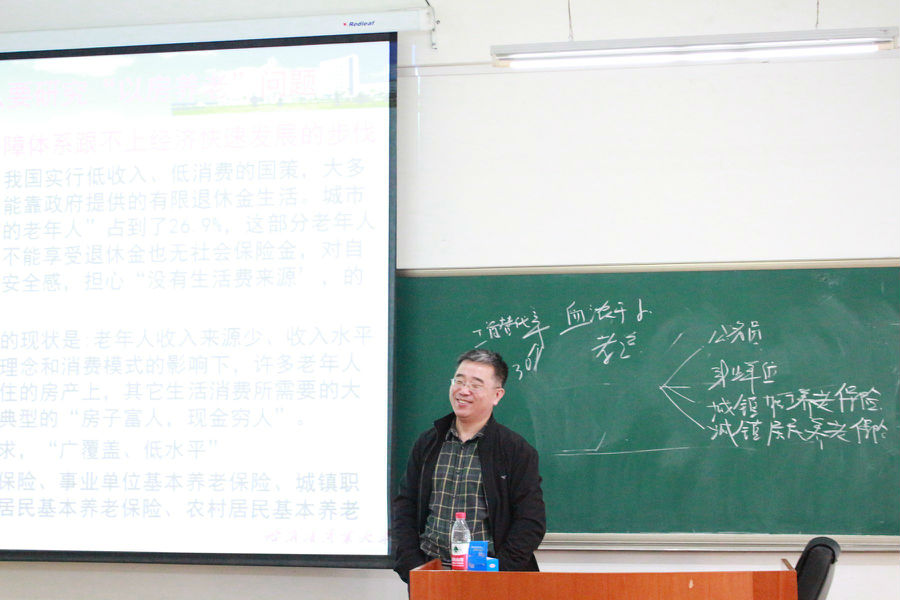 Redleaf
问题
障体系跟不上经济快速发展的步伐
我国实行低收入、低消费的国策，大多
能靠政府提供的有限退休金生活。城市
的老年人”占到了26.9%，这部分老年人
不能享受退休金也无社会保险金，对自
安全感，担心“没有生活费来源’，的
的现状是:老年人收入来源少，收入水平
理念和消费模式的影响下，许多老年人
住的房产上，其它生活消费所需要的大
典型的“房子富人，现金穷人”。
求，“广覆盖、低水平”
保险、事业单位基本养老保险、城镇职
居民基本养老保险、农村居民基本养老
替代率
血浓于水
公务员
事业单位
城镇职工养老保险
城镇居民养老保险